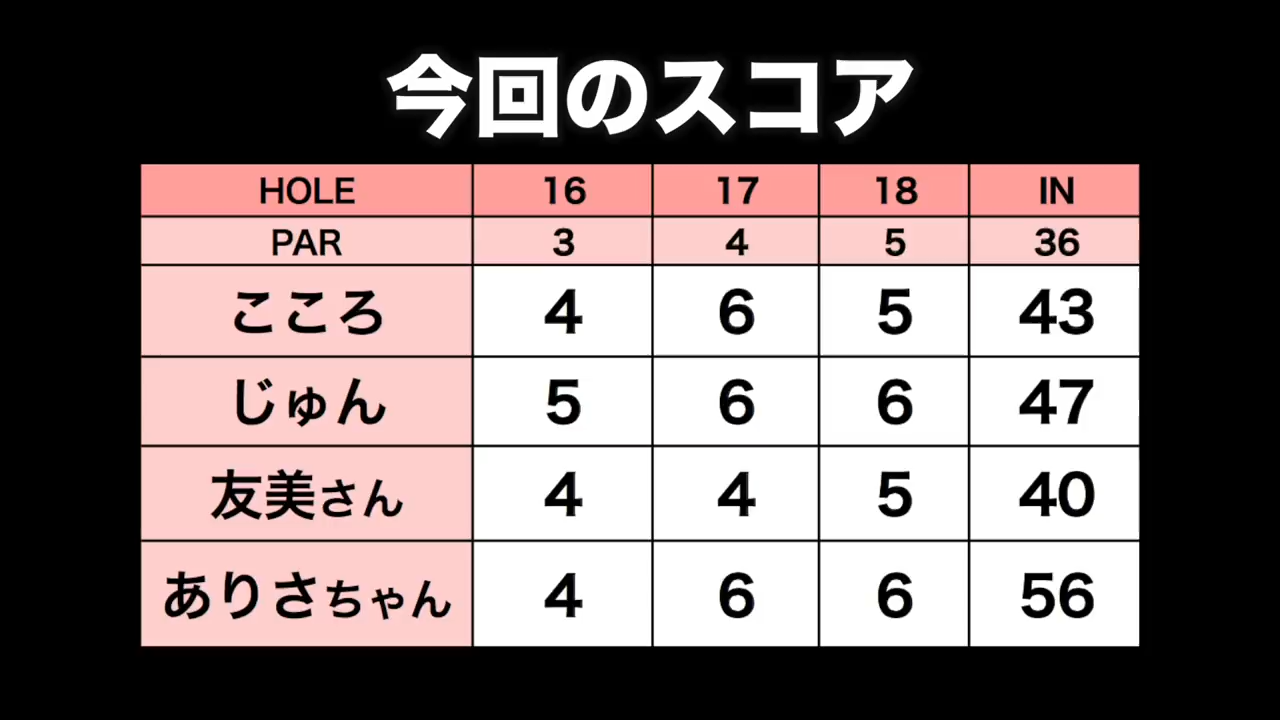 今回のスコア
HOLE 16 17 18 IN
PAR 3 4 5 36
こころ 4 6 5 43
じゅん 5 6 6 47
友美さん 4 4 5 40
ありさちゃん 4 6 6 56